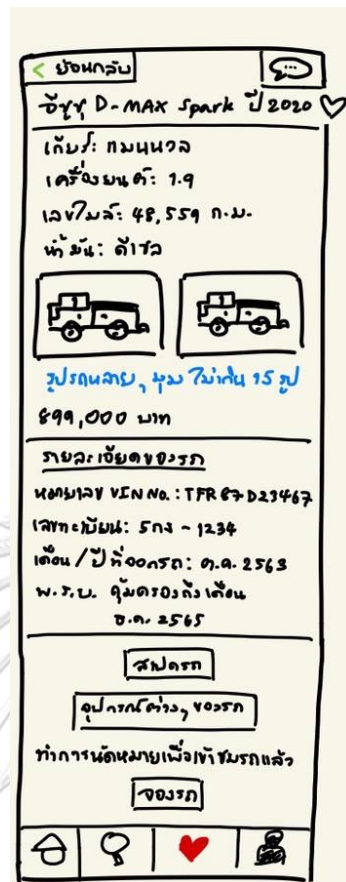 < ย้อนกลับ
อีซูซุ D-MAX Spark ปี 2020
เกียร์: แมนนวล
เครื่องยนต์: 1.9
เลขไมล์: 48,559 ก.ม.
น้ำมัน: ดีเซล
รูปรถหลายๆ มุม ไม่เกิน 15 รูป
899,000 บาท
รายละเอียดของรถ
หมายเลข VIN No. : TFR87D23467
เลขทะเบียน: 5กง - 1234
เดือน / ปี ที่ออกรถ: ต.ค. 2563
พ.ร.บ. คุ้มครองถึงเดือน
ธ.ค. 2565
สเปครถ
อุปกรณ์ต่างๆ ของรถ
ทำการนัดหมายเพื่อเข้าชมรถแล้ว
จองรถ